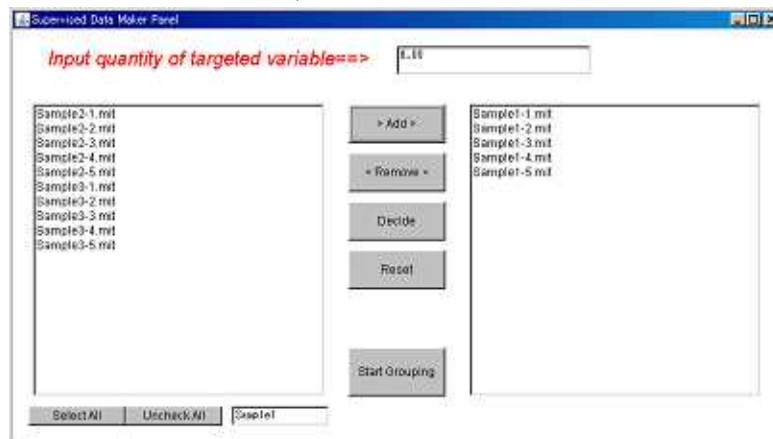 Supervised Data Maker Panel
Input quantity of targeted variable==>
0.00
Sample2-1.mit
Sample2-2.mit
Sample2-3.mit
Sample2-4.mit
Sample2-5.mit
Sample3-1.mit
Sample3-2.mit
Sample3-3.mit
Sample3-4.mit
Sample3-5.mit
» Add »
« Remove «
Decide
Reset
Start Grouping
Sample1-1.mit
Sample1-2.mit
Sample1-3.mit
Sample1-4.mit
Sample1-5.mit
Select All
Uncheck All
Sample1